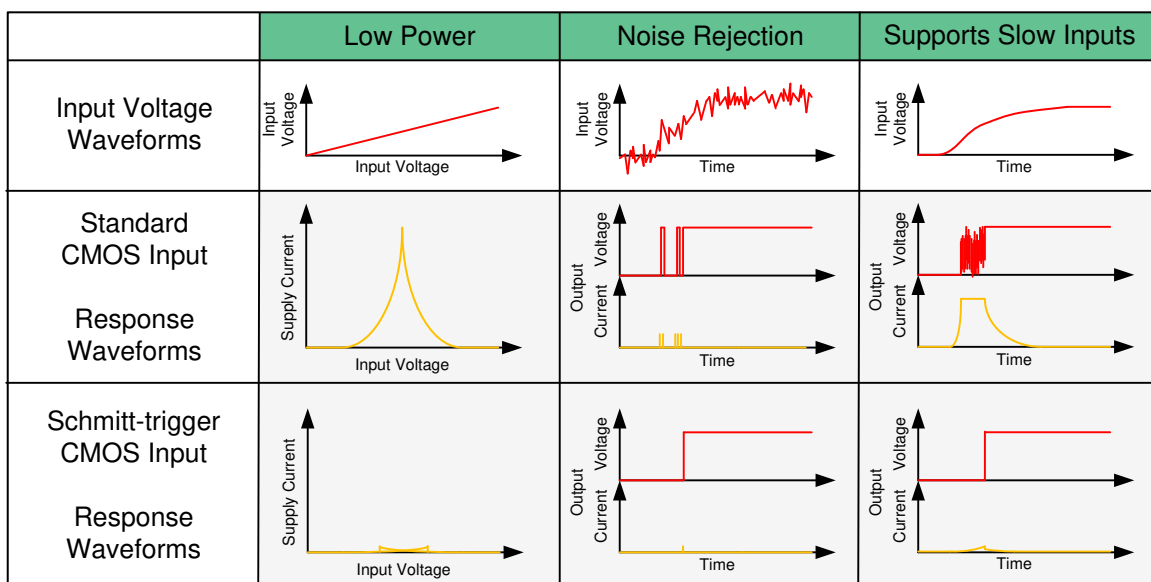 Low Power
Noise Rejection
Supports Slow Inputs
Input Voltage
Waveforms
Input
Voltage
Input Voltage
Input
Voltage
Time
Input
Voltage
Time
Standard
CMOS Input
Response
Waveforms
Supply Current
Input Voltage
Output
Voltage
Current
Time
Output
Voltage
Current
Time
Schmitt-trigger
CMOS Input
Response
Waveforms
Supply Current
Input Voltage
Output
Voltage
Current
Time
Output
Voltage
Current
Time